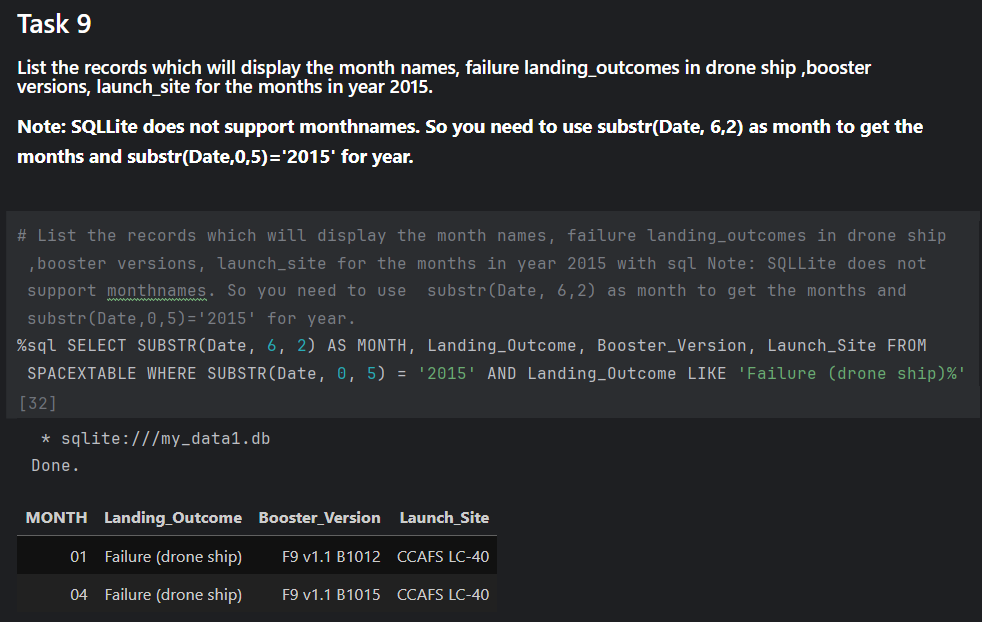 Task 9
List the records which will display the month names, failure landing_outcomes in drone ship ,booster
versions, launch_site for the months in year 2015.
Note: SQLLite does not support monthnames. So you need to use substr(Date, 6,2) as month to get the
months and substr(Date,0,5)='2015' for year.
# List the records which will display the month names, failure landing_outcomes in drone ship
,booster versions, launch_site for the months in year 2015 with sql Note: SQLLite does not
support monthnames. So you need to use  substr(Date, 6,2) as month to get the months and
substr(Date,0,5)='2015' for year.
%sql SELECT SUBSTR(Date, 6, 2) AS MONTH, Landing_Outcome, Booster_Version, Launch_Site FROM
SPACEXTABLE WHERE SUBSTR(Date, 0, 5) = '2015' AND Landing_Outcome LIKE 'Failure (drone ship)%'
[32]
* sqlite:///my_data1.db
Done.
MONTH Landing_Outcome Booster_Version Launch_Site
01 Failure (drone ship) F9 v1.1 B1012 CCAFS LC-40
04 Failure (drone ship) F9 v1.1 B1015 CCAFS LC-40